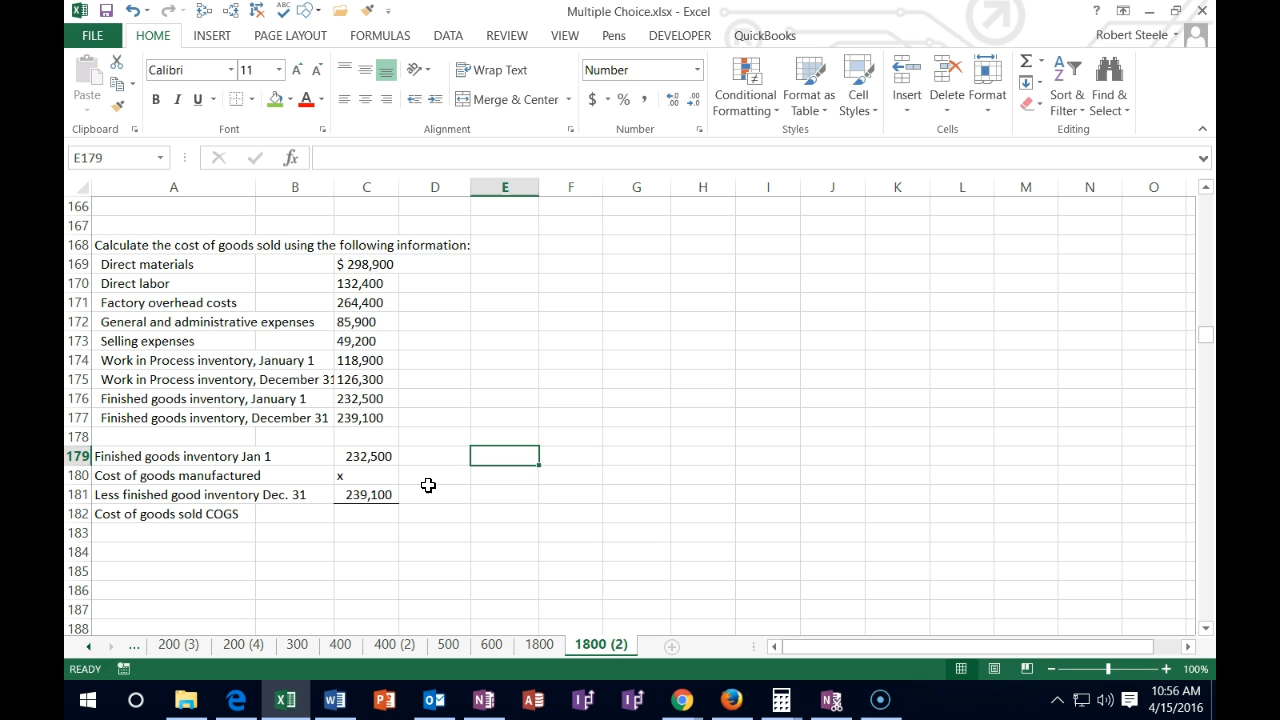 Multiple Choice.xlsx - Excel
?
FILE HOME INSERT PAGE LAYOUT FORMULAS DATA REVIEW VIEW Pens DEVELOPER QuickBooks Robert Steele
Paste Calibri 11 A A Wrap Text Number Conditional Formatting Format as Table Cell Styles Insert Delete Format Sort & Filter Find & Select
B I U A Merge & Center $ % ,
Clipboard Font Alignment Number Styles Cells Editing
E179 fx
A B C D E F G H I J K L M N O
166
167
168 Calculate the cost of goods sold using the following information:
169 Direct materials $ 298,900
170 Direct labor 132,400
171 Factory overhead costs 264,400
172 General and administrative expenses 85,900
173 Selling expenses 49,200
174 Work in Process inventory, January 1 118,900
175 Work in Process inventory, December 31 126,300
176 Finished goods inventory, January 1 232,500
177 Finished goods inventory, December 31 239,100
178
179 Finished goods inventory Jan 1 232,500
180 Cost of goods manufactured x
181 Less finished good inventory Dec. 31 239,100
182 Cost of goods sold COGS
183
184
185
186
187
188
... 200 (3) 200 (4) 300 400 400 (2) 500 600 1800 1800 (2)
READY 100%
10:56 AM
4/15/2016